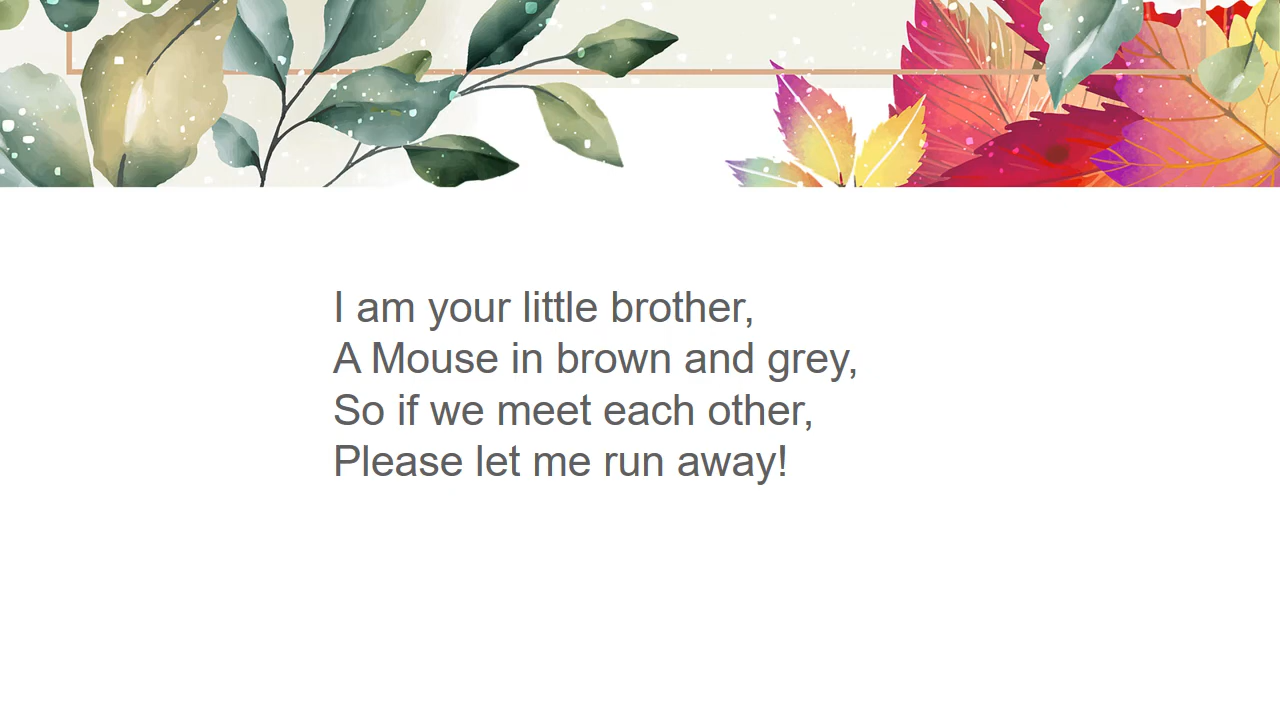 I am your little brother,
A Mouse in brown and grey,
So if we meet each other,
Please let me run away!